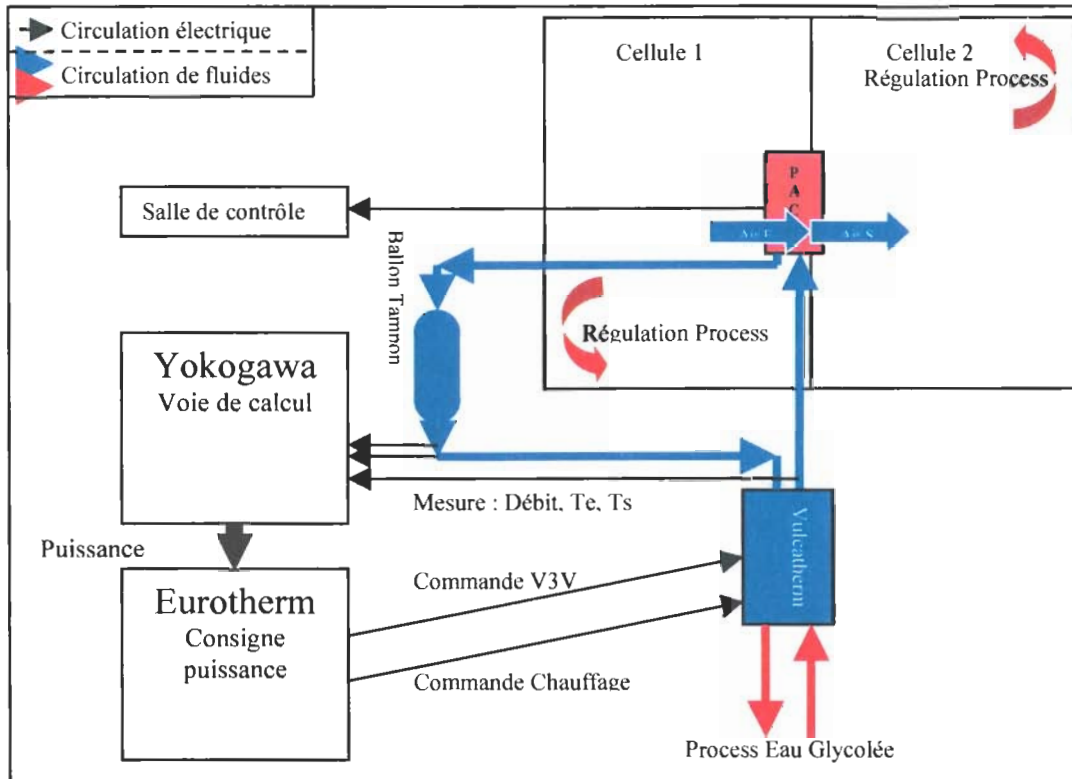 Circulation électrique
Circulation de fluides
Cellule 1
Cellule 2
Régulation Process
Salle de contrôle
P
A
C
Air E
Air S
Ballon Tampon
Régulation Process
Yokogawa
Voie de calcul
Mesure : Débit, Te, Ts
Vulcatherm
Puissance
Eurotherm
Consigne
puissance
Commande V3V
Commande Chauffage
Process Eau Glycolée